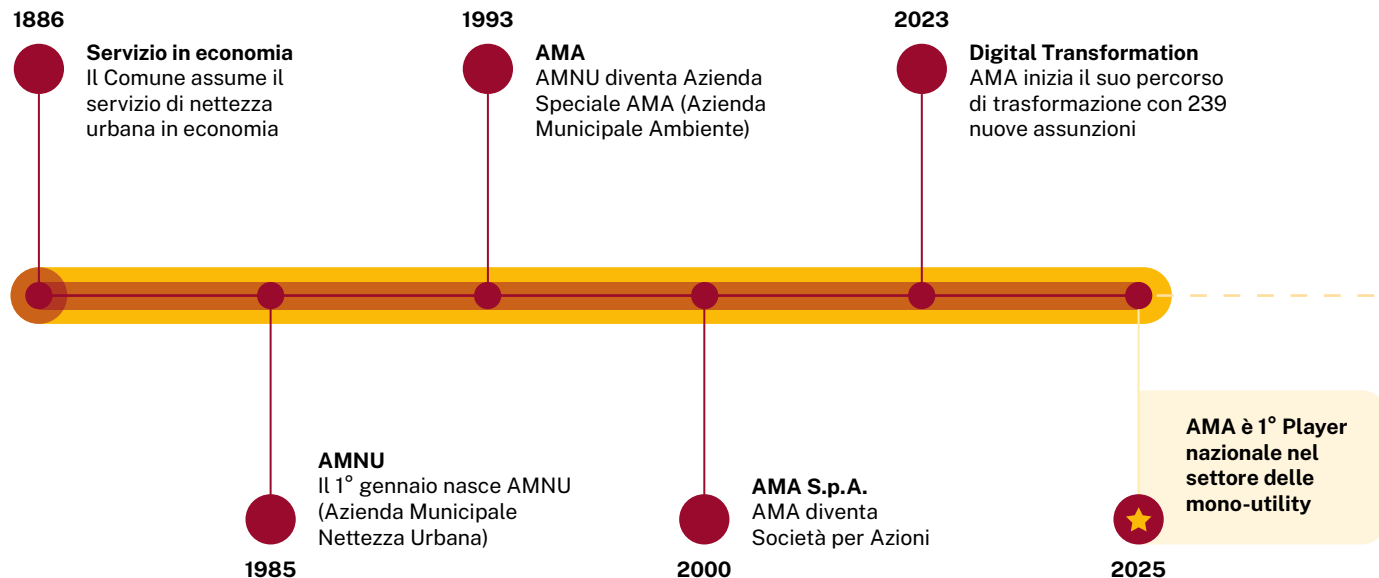 1886
Servizio in economia
Il Comune assume il
servizio di nettezza
urbana in economia
1993
AMA
AMNU diventa Azienda
Speciale AMA (Azienda
Municipale Ambiente)
2023
Digital Transformation
AMA inizia il suo percorso
di trasformazione con 239
nuove assunzioni
AMNU
Il 1° gennaio nasce AMNU
(Azienda Municipale
Nettezza Urbana)
1985
AMA S.p.A.
AMA diventa
Società per Azioni
2000
AMA è 1° Player
nazionale nel
settore delle
mono-utility
2025